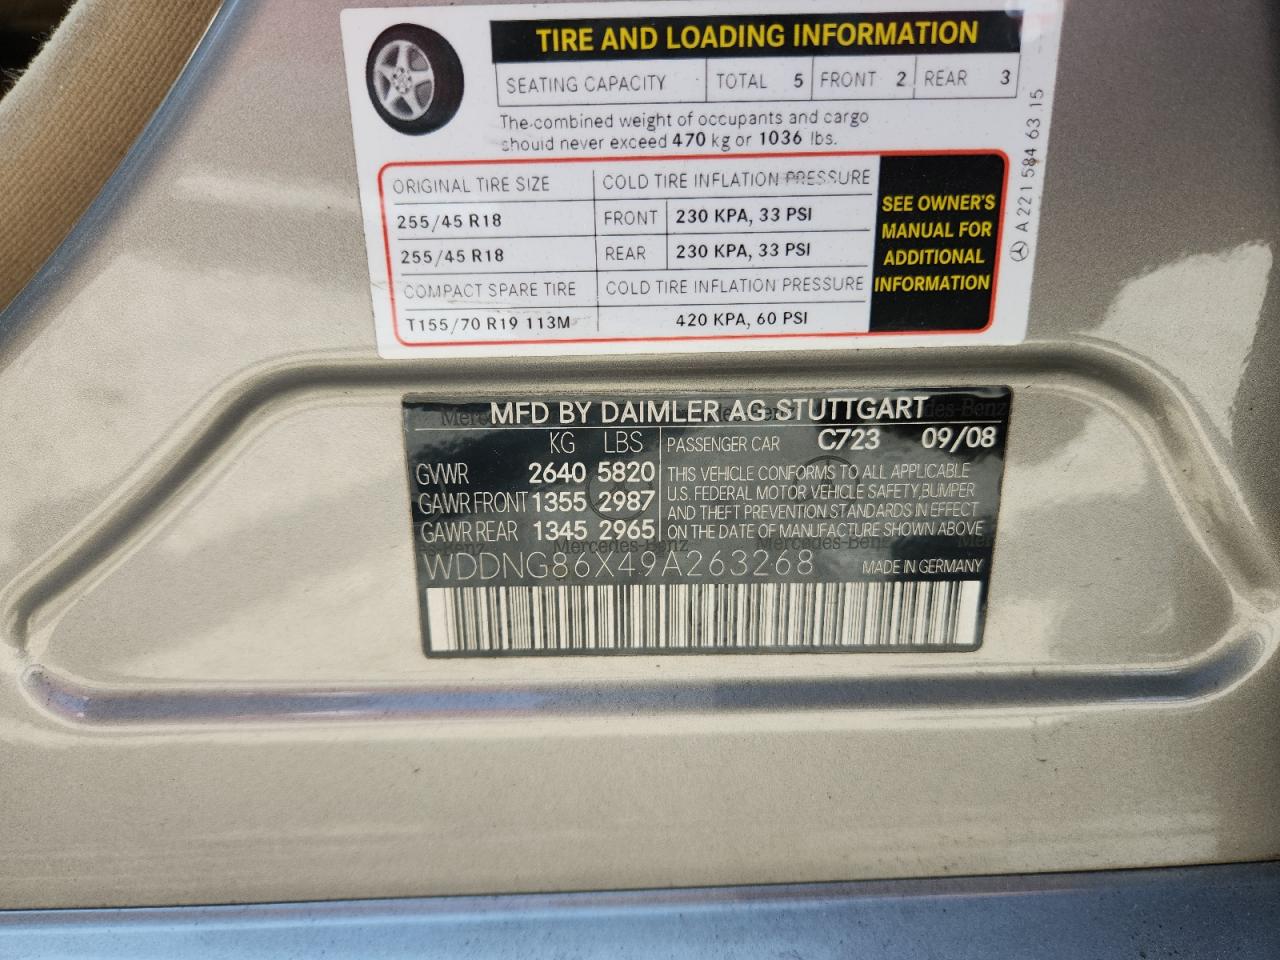 TIRE AND LOADING INFORMATION
SEATING CAPACITY TOTAL 5 FRONT 2 REAR 3
The combined weight of occupants and cargo
should never exceed 470 kg or 1036 lbs.
ORIGINAL TIRE SIZE COLD TIRE INFLATION PRESSURE
255/45 R18 FRONT 230 KPA, 33 PSI
255/45 R18 REAR 230 KPA, 33 PSI
COMPACT SPARE TIRE COLD TIRE INFLATION PRESSURE
T155/70 R19 113M 420 KPA, 60 PSI
SEE OWNER'S
MANUAL FOR
ADDITIONAL
INFORMATION
A 221 584 63 15
MFD BY DAIMLER AG STUTTGART
KG LBS PASSENGER CAR C723 09/08
GVWR 2640 5820
GAWR FRONT 1355 2987
GAWR REAR 1345 2965
THIS VEHICLE CONFORMS TO ALL APPLICABLE
U.S. FEDERAL MOTOR VEHICLE SAFETY, BUMPER
AND THEFT PREVENTION STANDARDS IN EFFECT
ON THE DATE OF MANUFACTURE SHOWN ABOVE
Mercedes-Benz Mercedes-Benz
WDDNG86X49A263268 MADE IN GERMANY